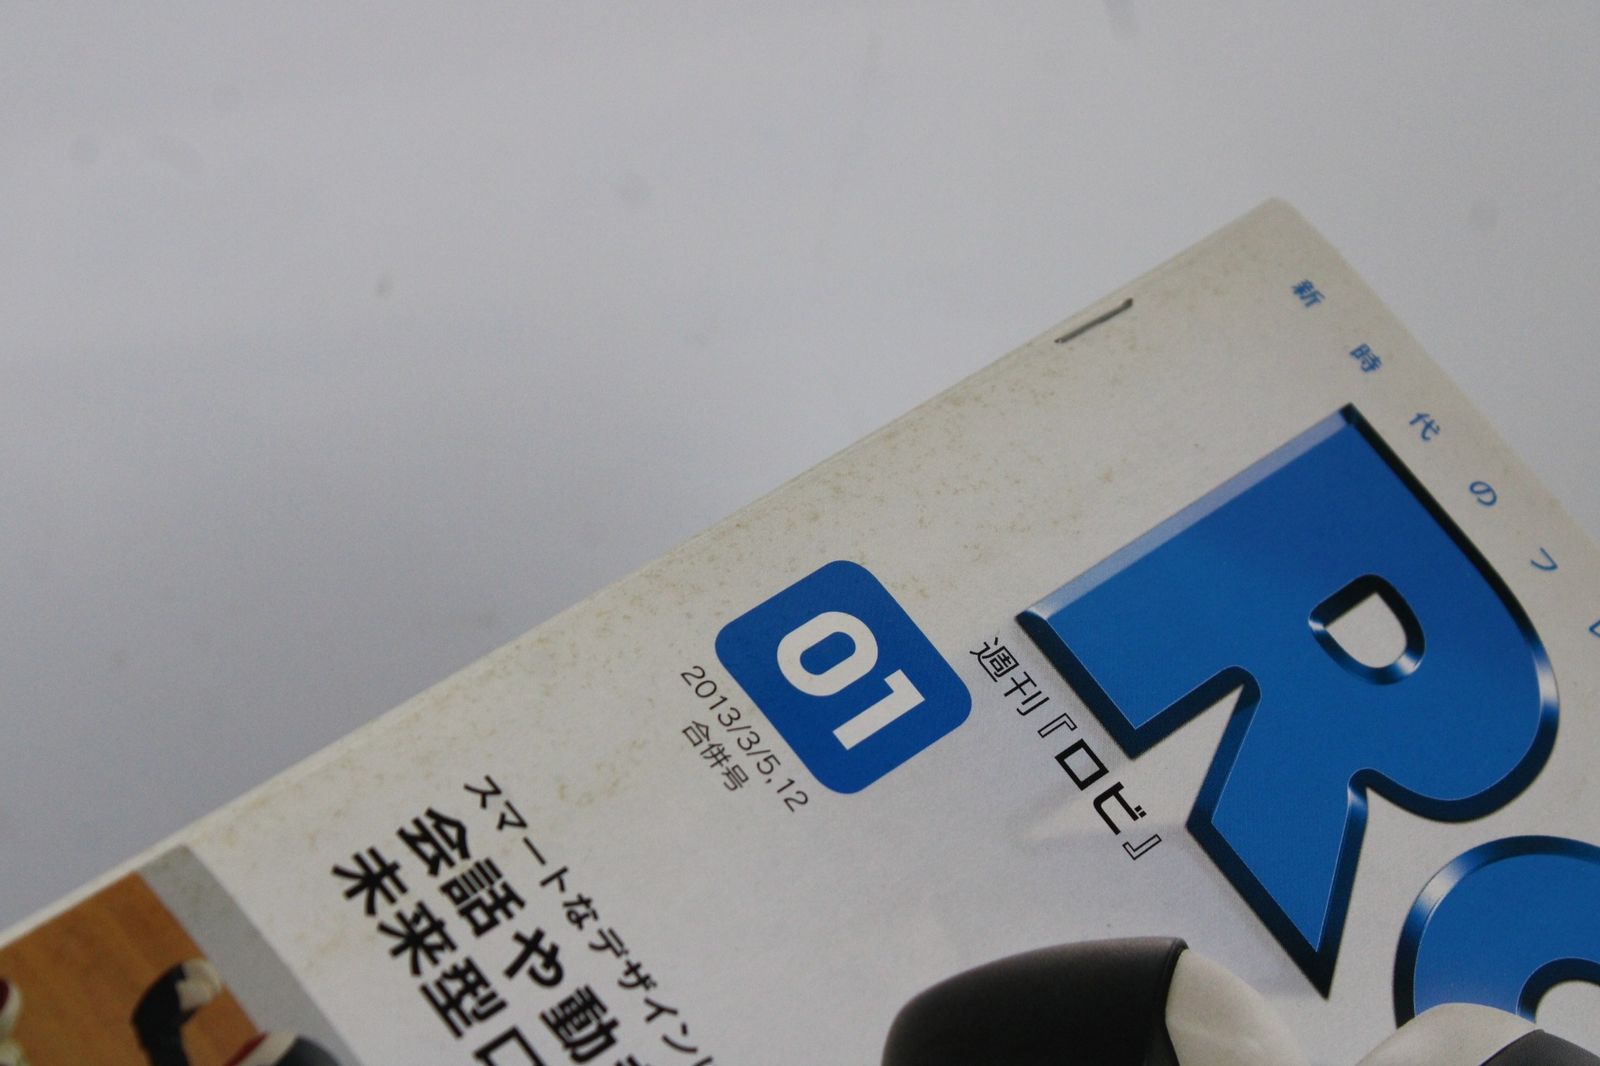 新時代のフ
R
週刊『ロビ』
01
2013/3/5,12
合併号
スマートなデザイン
会話や動
未来型ロ